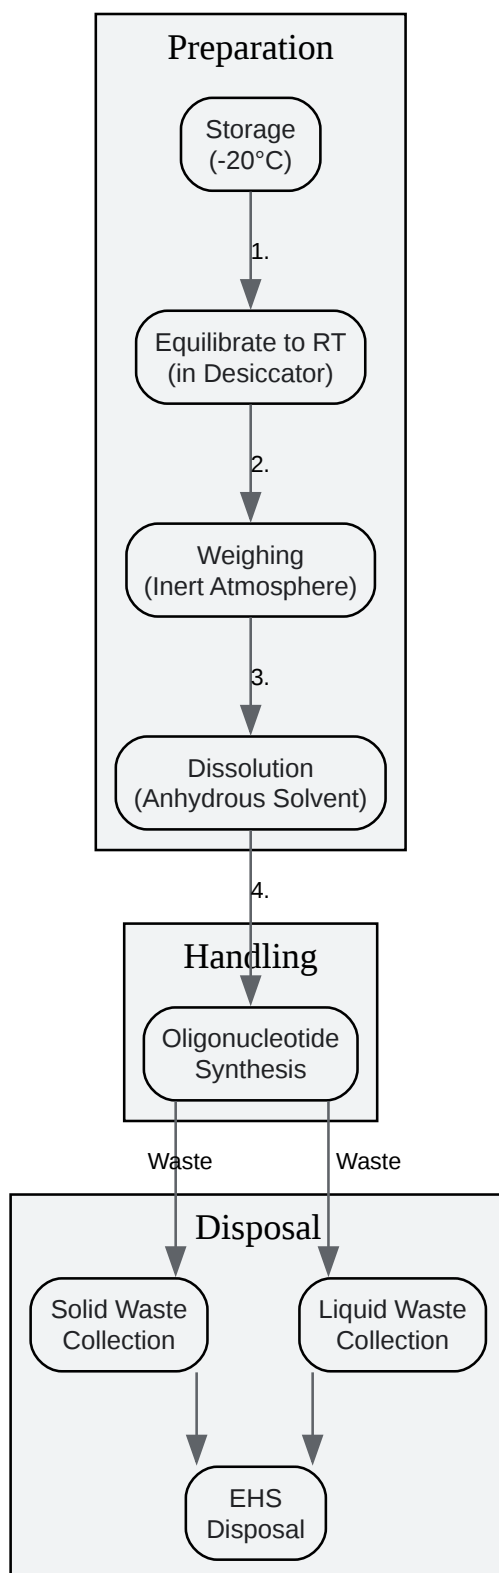 Preparation
Storage
(-20°C)
1.
Equilibrate to RT
(in Desiccator)
2.
Weighing
(Inert Atmosphere)
3.
Dissolution
(Anhydrous Solvent)
4.
Handling
Oligonucleotide
Synthesis
Waste
Waste
Disposal
Solid Waste
Collection
Liquid Waste
Collection
EHS
Disposal